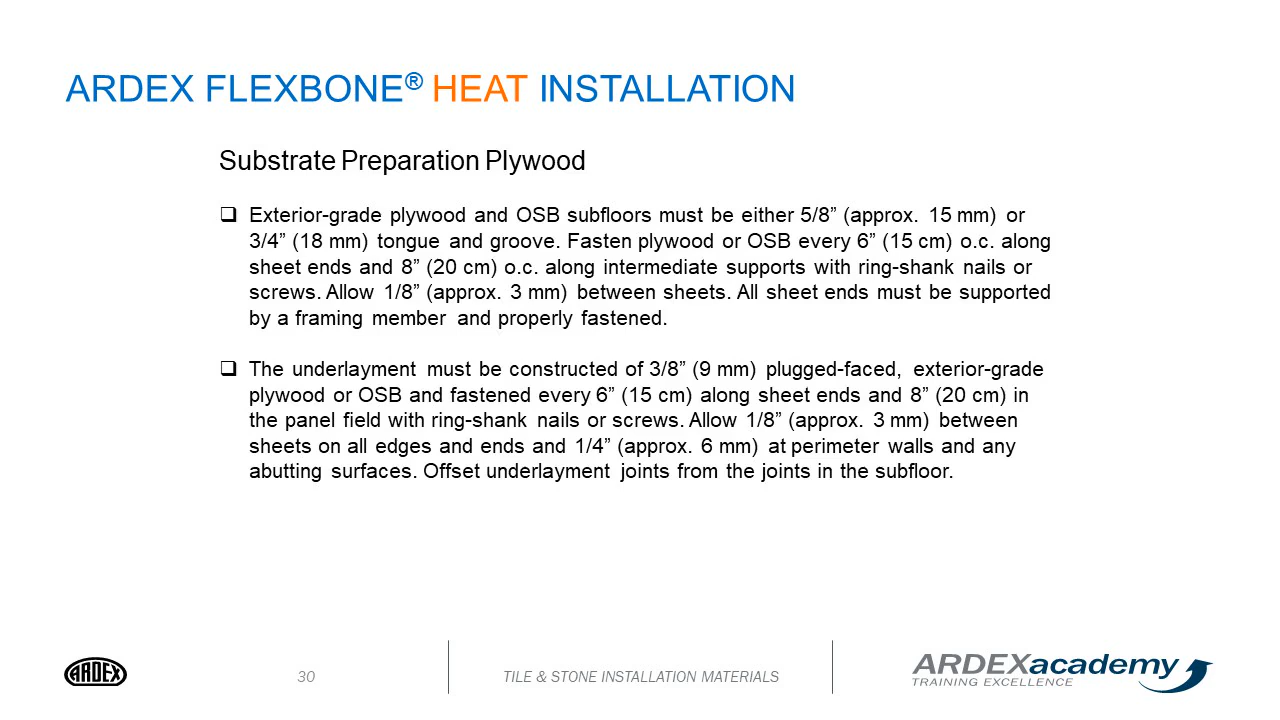 ARDEX FLEXBONE® HEAT INSTALLATION
Substrate Preparation Plywood
Exterior-grade plywood and OSB subfloors must be either 5/8” (approx. 15 mm) or
3/4” (18 mm) tongue and groove. Fasten plywood or OSB every 6” (15 cm) o.c. along
sheet ends and 8” (20 cm) o.c. along intermediate supports with ring-shank nails or
screws. Allow 1/8” (approx. 3 mm) between sheets. All sheet ends must be supported
by a framing member and properly fastened.
The underlayment must be constructed of 3/8” (9 mm) plugged-faced, exterior-grade
plywood or OSB and fastened every 6” (15 cm) along sheet ends and 8” (20 cm) in
the panel field with ring-shank nails or screws. Allow 1/8” (approx. 3 mm) between
sheets on all edges and ends and 1/4” (approx. 6 mm) at perimeter walls and any
abutting surfaces. Offset underlayment joints from the joints in the subfloor.
ARDEX
30
TILE & STONE INSTALLATION MATERIALS
ARDEXacademy
TRAINING EXCELLENCE